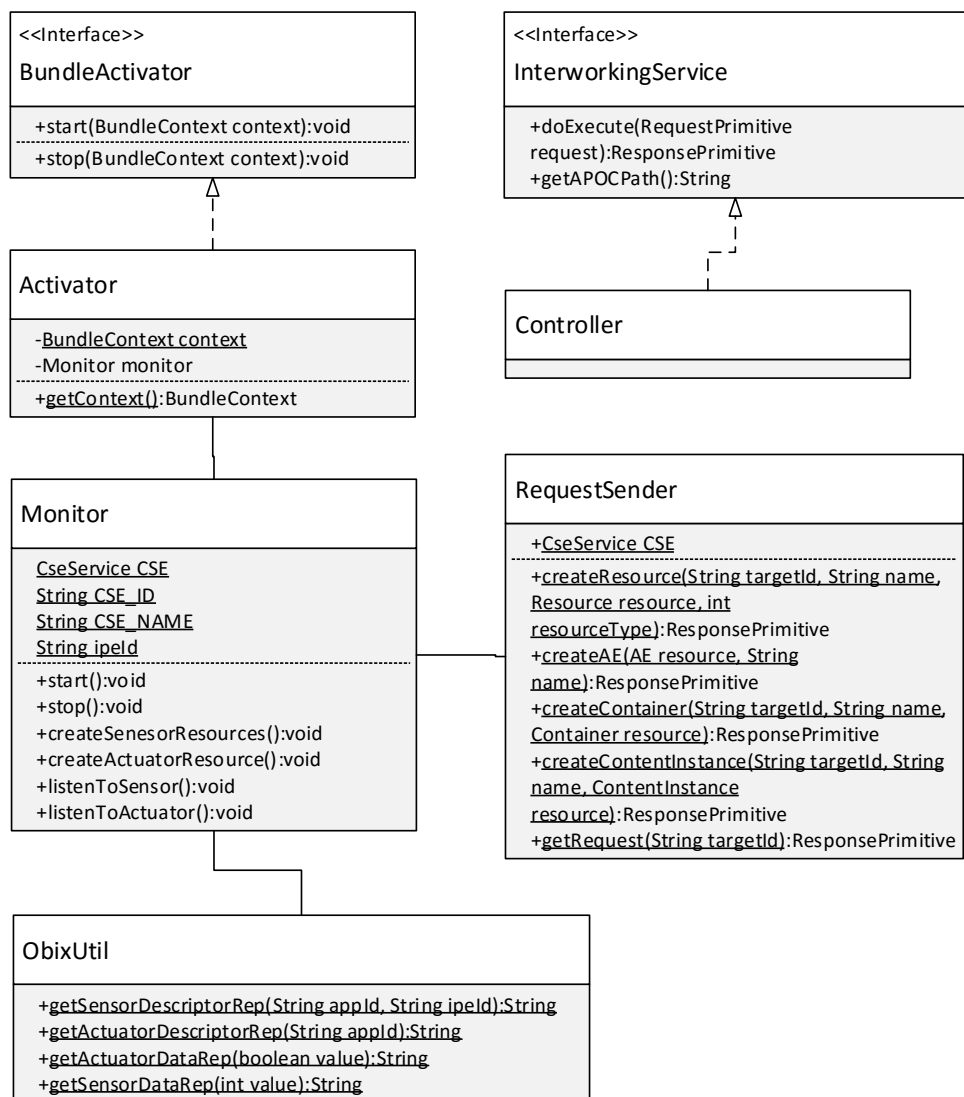 <<Interface>>
BundleActivator
+start(BundleContext context):void
+stop(BundleContext context):void
<<Interface>>
InterworkingService
+doExecute(RequestPrimitive
request):ResponsePrimitive
+getAPOCPath():String
Activator
-BundleContext context
-Monitor monitor
+getContext():BundleContext
Controller
Monitor
CseService CSE
String CSE_ID
String CSE_NAME
String ipeId
+start():void
+stop():void
+createSenesorResources():void
+createActuatorResource():void
+listenToSensor():void
+listenToActuator():void
RequestSender
+CseService CSE
+createResource(String targetId, String name,
Resource resource, int
resourceType):ResponsePrimitive
+createAE(AE resource, String
name):ResponsePrimitive
+createContainer(String targetId, String name,
Container resource):ResponsePrimitive
+createContentInstance(String targetId, String
name, ContentInstance
resource):ResponsePrimitive
+getRequest(String targetId):ResponsePrimitive
ObixUtil
+getSensorDescriptorRep(String appId, String ipeId):String
+getActuatorDescriptorRep(String appId):String
+getActuatorDataRep(boolean value):String
+getSensorDataRep(int value):String